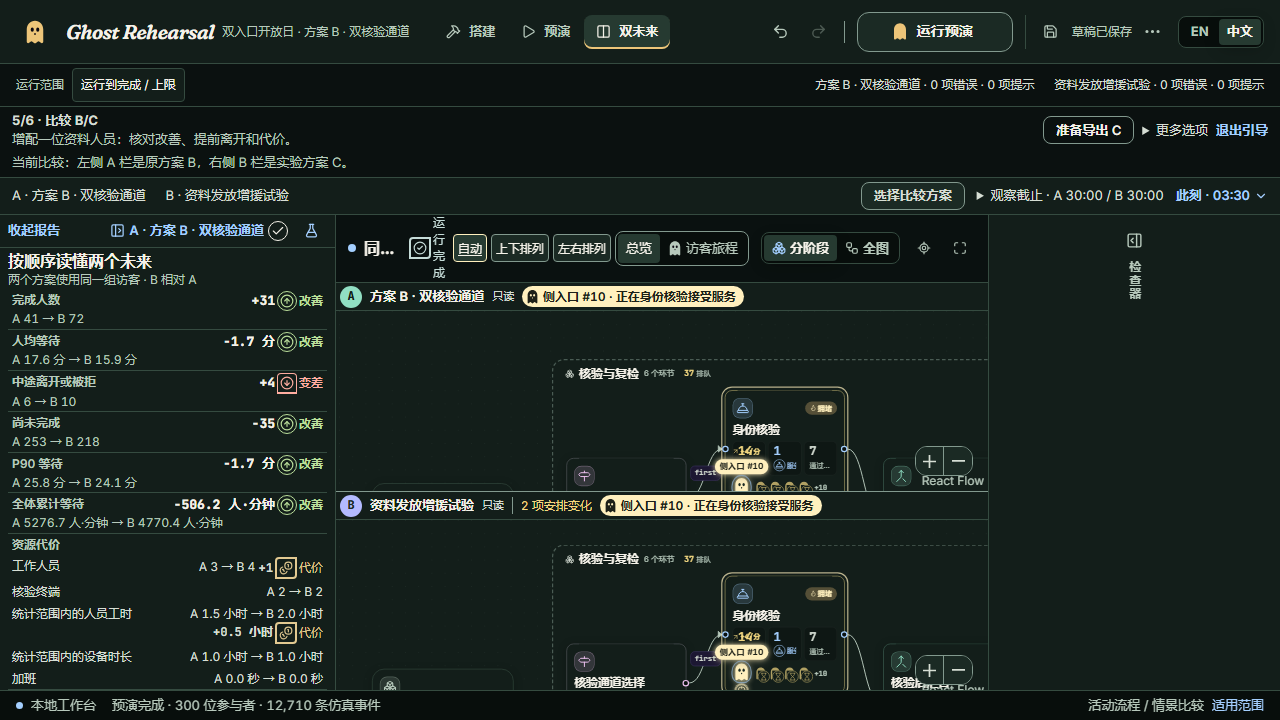 Ghost Rehearsal 双入口开放日 · 方案 B · 双核验通道 搭建 预演 双未来 运行预演 草稿已保存 EN 中文
运行范围 运行到完成 / 上限 方案 B · 双核验通道 · 0 项错误 · 0 项提示 资料发放增援试验 · 0 项错误 · 0 项提示
5/6 · 比较 B/C
增配一位资料人员：核对改善、提前离开和代价。
当前比较：左侧 A 栏是原方案 B，右侧 B 栏是实验方案 C。
准备导出 C 更多选项 退出引导
A · 方案 B · 双核验通道 B · 资料发放增援试验 选择比较方案 观察截止 · A 30:00 / B 30:00 此刻 · 03:30
收起报告 A · 方案 B · 双核验通道
按顺序读懂两个未来
两个方案使用同一组访客 · B 相对 A
完成人数 +31 改善
A 41 → B 72
人均等待 -1.7 分 改善
A 17.6 分 → B 15.9 分
中途离开或被拒 +4 变差
A 6 → B 10
尚未完成 -35 改善
A 253 → B 218
P90 等待 -1.7 分 改善
A 25.8 分 → B 24.1 分
全体累计等待 -506.2 人·分钟 改善
A 5276.7 人·分钟 → B 4770.4 人·分钟
资源代价
工作人员 A 3 → B 4 +1 代价
核验终端 A 2 → B 2
统计范围内的人员工时 A 1.5 小时 → B 2.0 小时
+0.5 小时 代价
统计范围内的设备时长 A 1.0 小时 → B 1.0 小时
加班 A 0.0 秒 → B 0.0 秒
同... 运行完成 自动 上下排列 左右排列 总览 访客旅程 分阶段 全图
A 方案 B · 双核验通道 只读 侧入口 #10 · 正在身份核验接受服务
核验与复检 6 个环节 37 排队
拥堵
身份核验
1 7
通过...
first 侧入口 #10
+10
React Flow
B 资料发放增援试验 只读 2 项安排变化 侧入口 #10 · 正在身份核验接受服务
核验与复检 6 个环节 37 排队
拥堵
身份核验
1 7
通过...
first 侧入口 #10
核验通道选择 +10
检查器
本地工作台 预演完成 · 300 位参与者 · 12,710 条仿真事件 活动流程 / 情景比较 适用范围